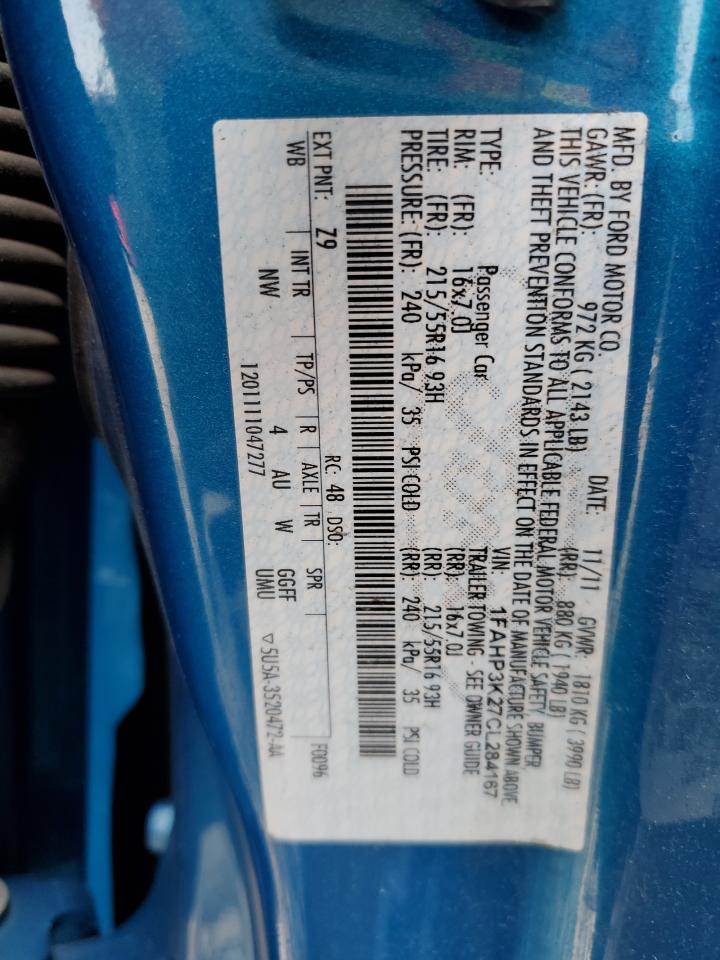 MFD. BY FORD MOTOR CO.
DATE: 11/11 GVWR: 1810 KG ( 3990 LB)
GAWR: (FR): 972 KG ( 2143 LB) (RR): 880 KG ( 1940 LB)
THIS VEHICLE CONFORMS TO ALL APPLICABLE FEDERAL MOTOR VEHICLE SAFETY, BUMPER
AND THEFT PREVENTION STANDARDS IN EFFECT ON THE DATE OF MANUFACTURE SHOWN ABOVE
VIN: 1FAHP3K27CL284167
TYPE: Passenger Car TRAILER TOWING - SEE OWNER GUIDE
RIM: (FR): 16x7.0J (RR): 16x7.0J
TIRE: (FR): 215/55R16 93H (RR): 215/55R16 93H
PRESSURE: (FR): 240 kPa/ 35 PSI COLD (RR): 240 kPa/ 35 PSI COLD
RC: 48 DSO: F0096
EXT PNT: Z9
WB INT TR TP/PS R AXLE TR SPR
NW 4 AU W GGFF
UMU
1201111047277 ▽5U5A-3520472-AA